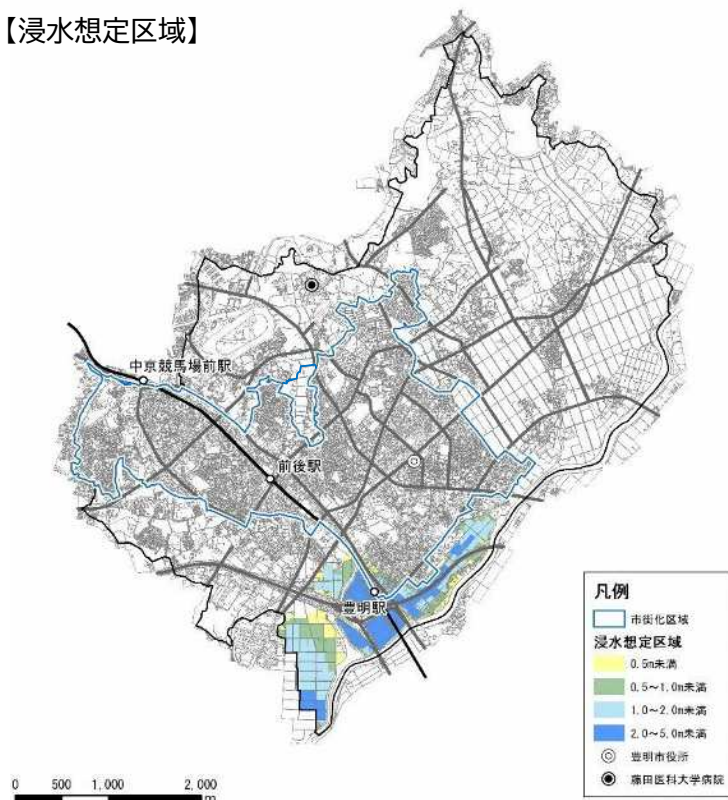 【浸水想定区域】
中京競馬場前駅
前後駅
豊明駅
凡例
市街化区域
浸水想定区域
0.5m未満
0.5～1.0m未満
1.0～2.0m未満
2.0～5.0m未満
豊明市役所
藤田医科大学病院
0 500 1,000 2,000
m